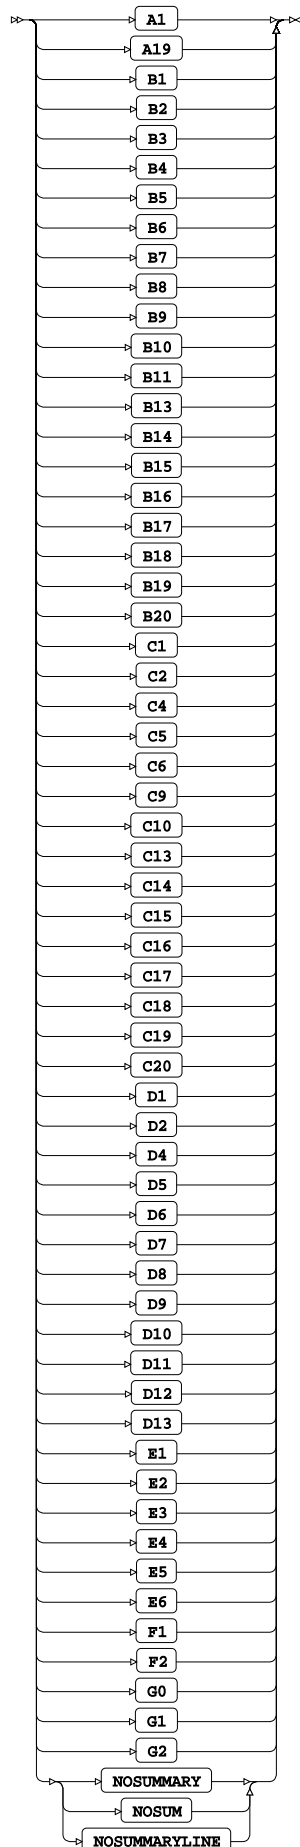 A1
A19
B1
B2
B3
B4
B5
B6
B7
B8
B9
B10
B11
B13
B14
B15
B16
B17
B18
B19
B20
C1
C2
C4
C5
C6
C9
C10
C13
C14
C15
C16
C17
C18
C19
C20
D1
D2
D4
D5
D6
D7
D8
D9
D10
D11
D12
D13
E1
E2
E3
E4
E5
E6
F1
F2
G0
G1
G2
NOSUMMARY
NOSUM
NOSUMMARYLINE